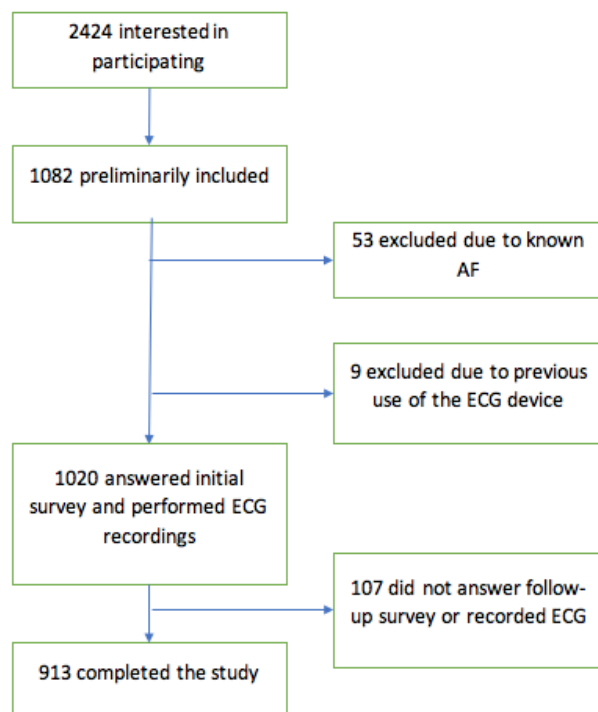 2424 interested in
participating
1082 preliminarily included
53 excluded due to known
AF
9 excluded due to previous
use of the ECG device
1020 answered initial
survey and performed ECG
recordings
107 did not answer follow-
up survey or recorded ECG
913 completed the study